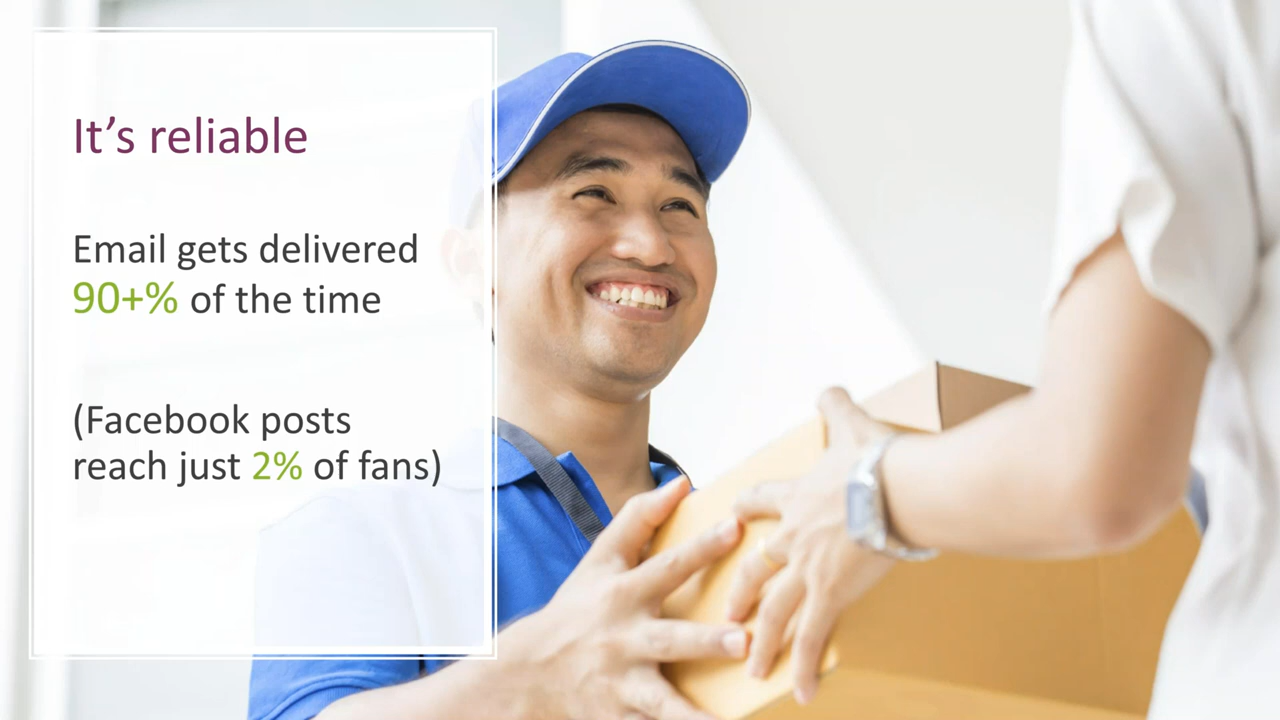 It’s reliable
Email gets delivered
90+% of the time
(Facebook posts
reach just 2% of fans)